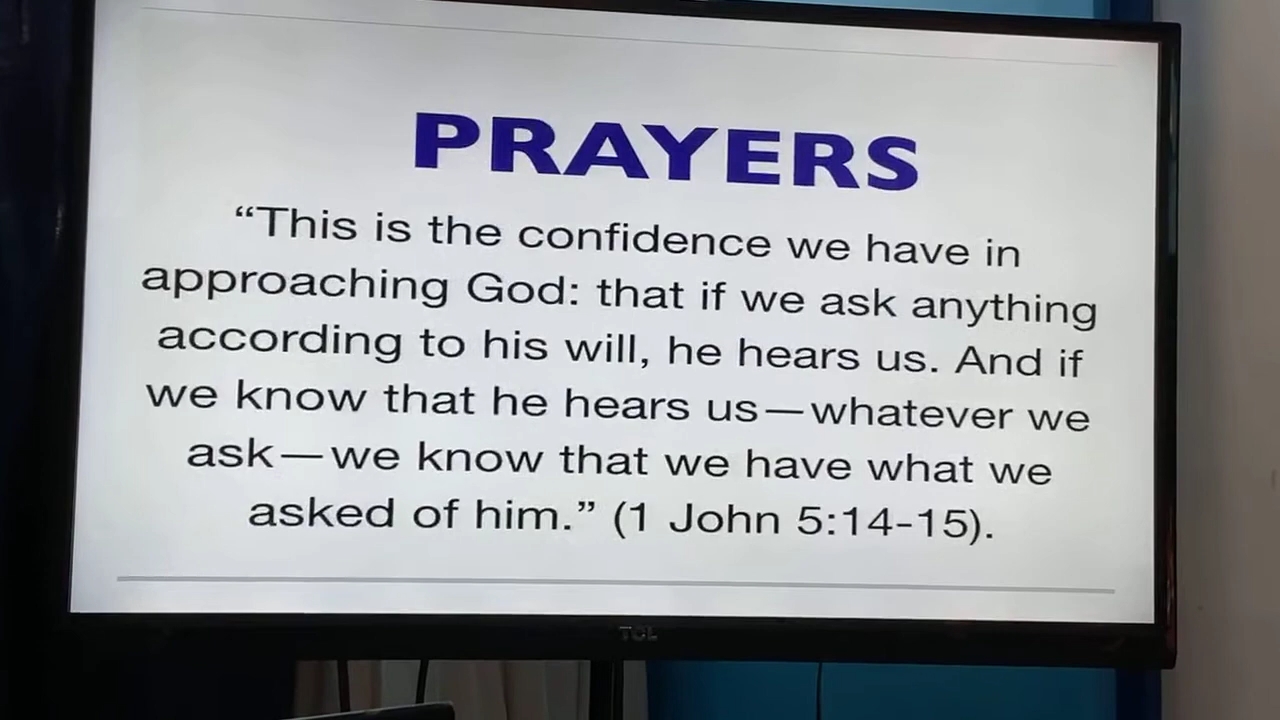 PRAYERS
“This is the confidence we have in
approaching God: that if we ask anything
according to his will, he hears us. And if
we know that he hears us—whatever we
ask—we know that we have what we
asked of him.” (1 John 5:14-15).
TCL